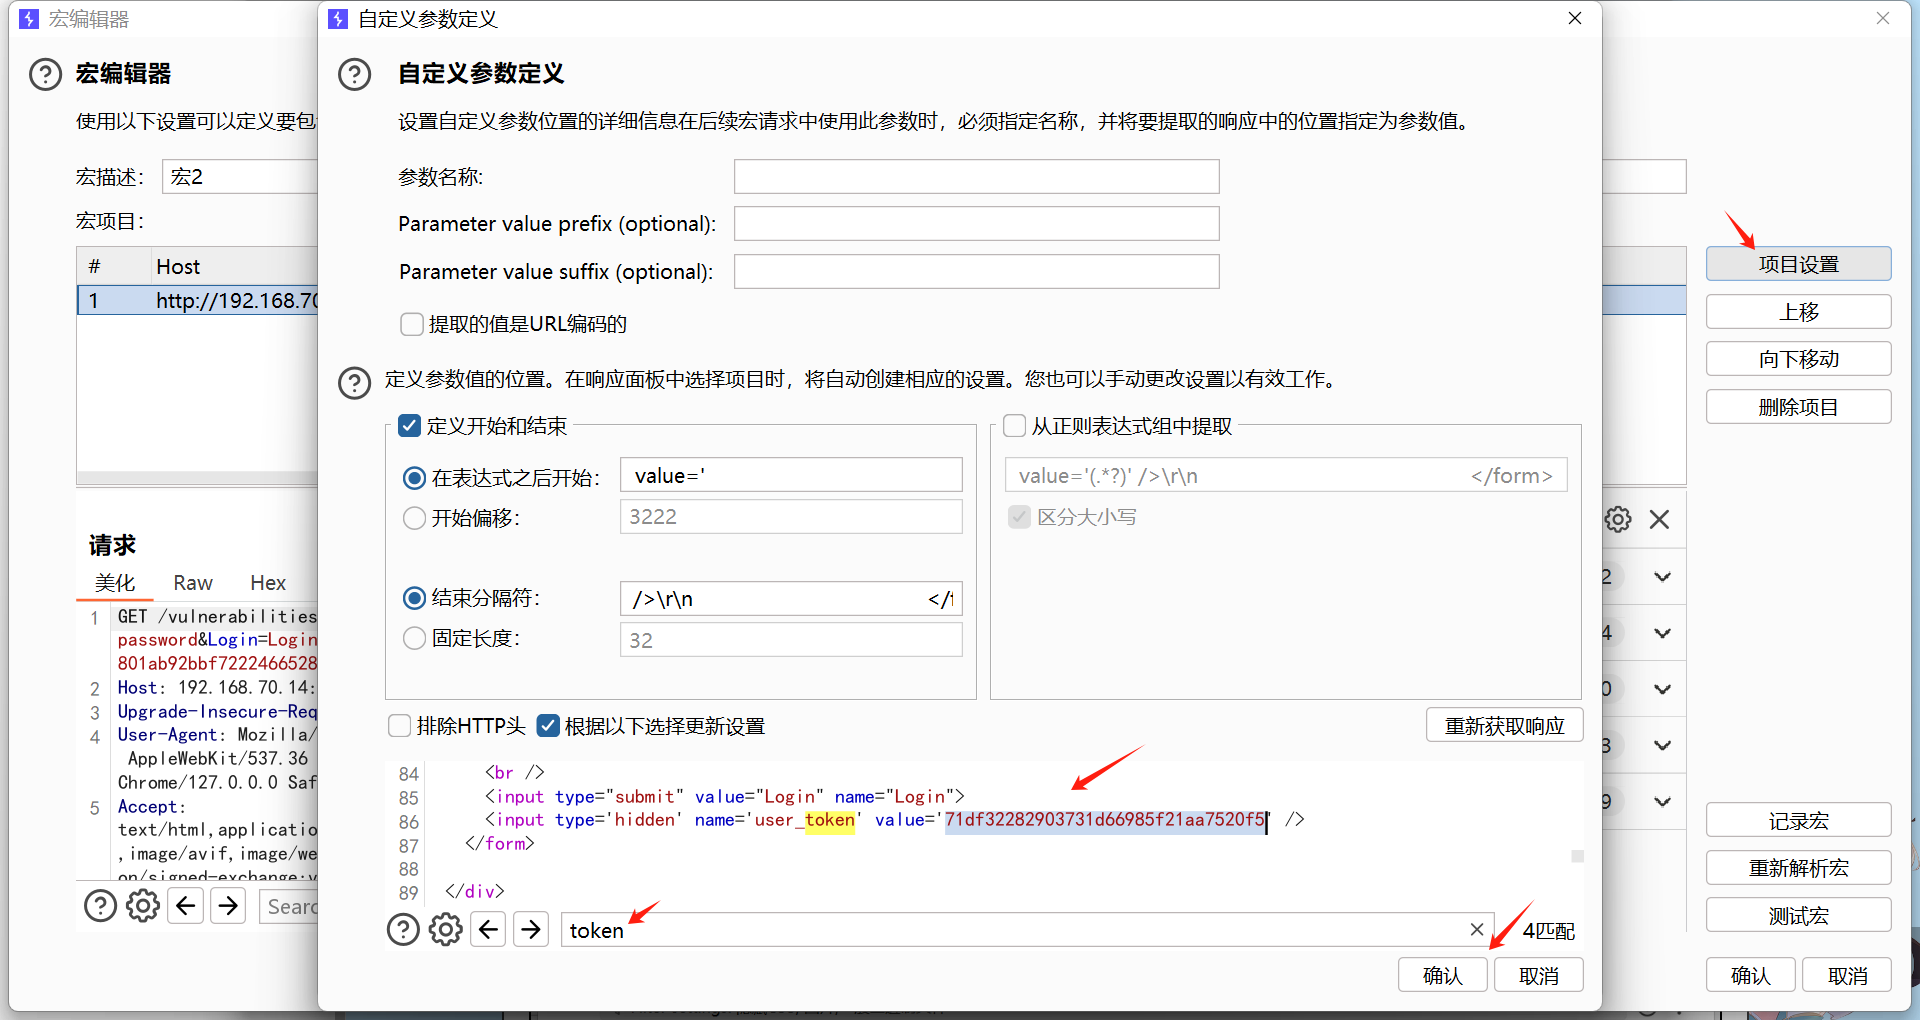 宏编辑器
自定义参数定义
宏编辑器
使用以下设置可以定义要包
宏描述：
宏2
宏项目：
# Host
1 http://192.168.70
请求
美化 Raw Hex
1 GET /vulnerabilities
password&Login=Login
801ab92bbf7222466528
2 Host: 192.168.70.14:
3 Upgrade-Insecure-Req
4 User-Agent: Mozilla/
AppleWebKit/537.36
Chrome/127.0.0.0 Saf
5 Accept:
text/html,applicatio
,image/avif,image/we
on/signed-exchange;v
Searc
自定义参数定义
设置自定义参数位置的详细信息在后续宏请求中使用此参数时，必须指定名称，并将要提取的响应中的位置指定为参数值。
参数名称:
Parameter value prefix (optional):
Parameter value suffix (optional):
提取的值是URL编码的
定义参数值的位置。在响应面板中选择项目时，将自动创建相应的设置。您也可以手动更改设置以有效工作。
定义开始和结束
在表达式之后开始： value='
开始偏移： 3222
结束分隔符： />\r\n </f
固定长度： 32
从正则表达式组中提取
value='(.*?)' />\r\n </form>
区分大小写
排除HTTP头 根据以下选择更新设置
重新获取响应
84 <br />
85 <input type="submit" value="Login" name="Login">
86 <input type='hidden' name='user_token' value='71df32282903731d66985f21aa7520f5' />
87 </form>
88
89 </div>
token
4匹配
确认 取消
项目设置
上移
向下移动
删除项目
2
4
0
3
9
记录宏
重新解析宏
测试宏
确认 取消